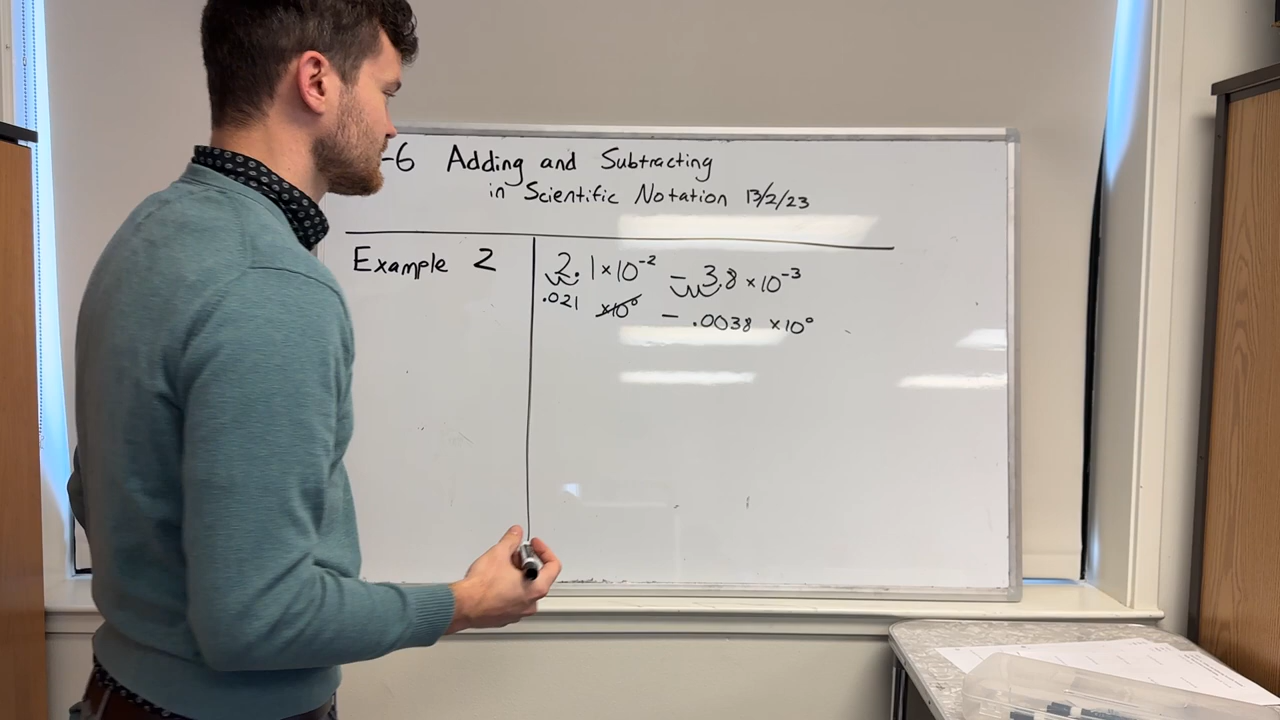 -6 Adding and Subtracting
in Scientific Notation 13/2/23
Example 2
2.1×10⁻² - 3.8×10⁻³
.021 ×10⁰ - .0038 ×10⁰